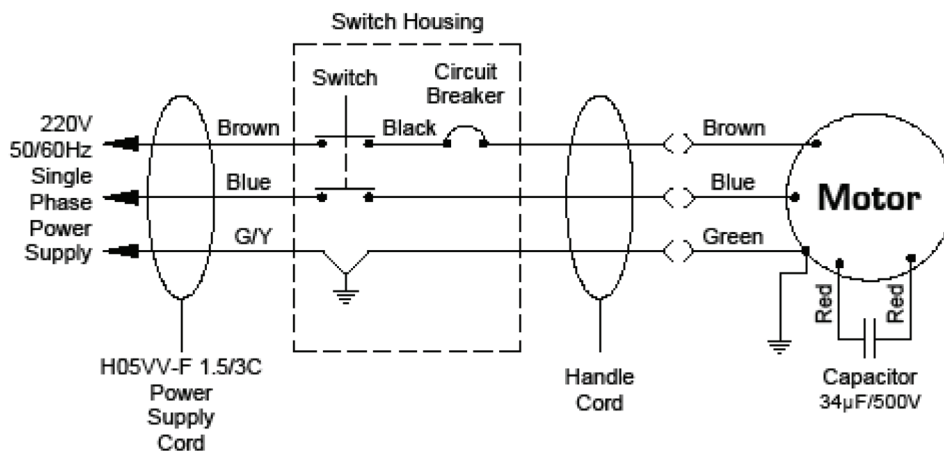 Switch Housing
Switch
Circuit
Breaker
220V
50/60Hz
Single
Phase
Power
Supply
Brown
Black
Brown
Blue
Blue
G/Y
Green
Motor
Red
Red
H05VV-F 1.5/3C
Power
Supply
Cord
Handle
Cord
Capacitor
34µF/500V